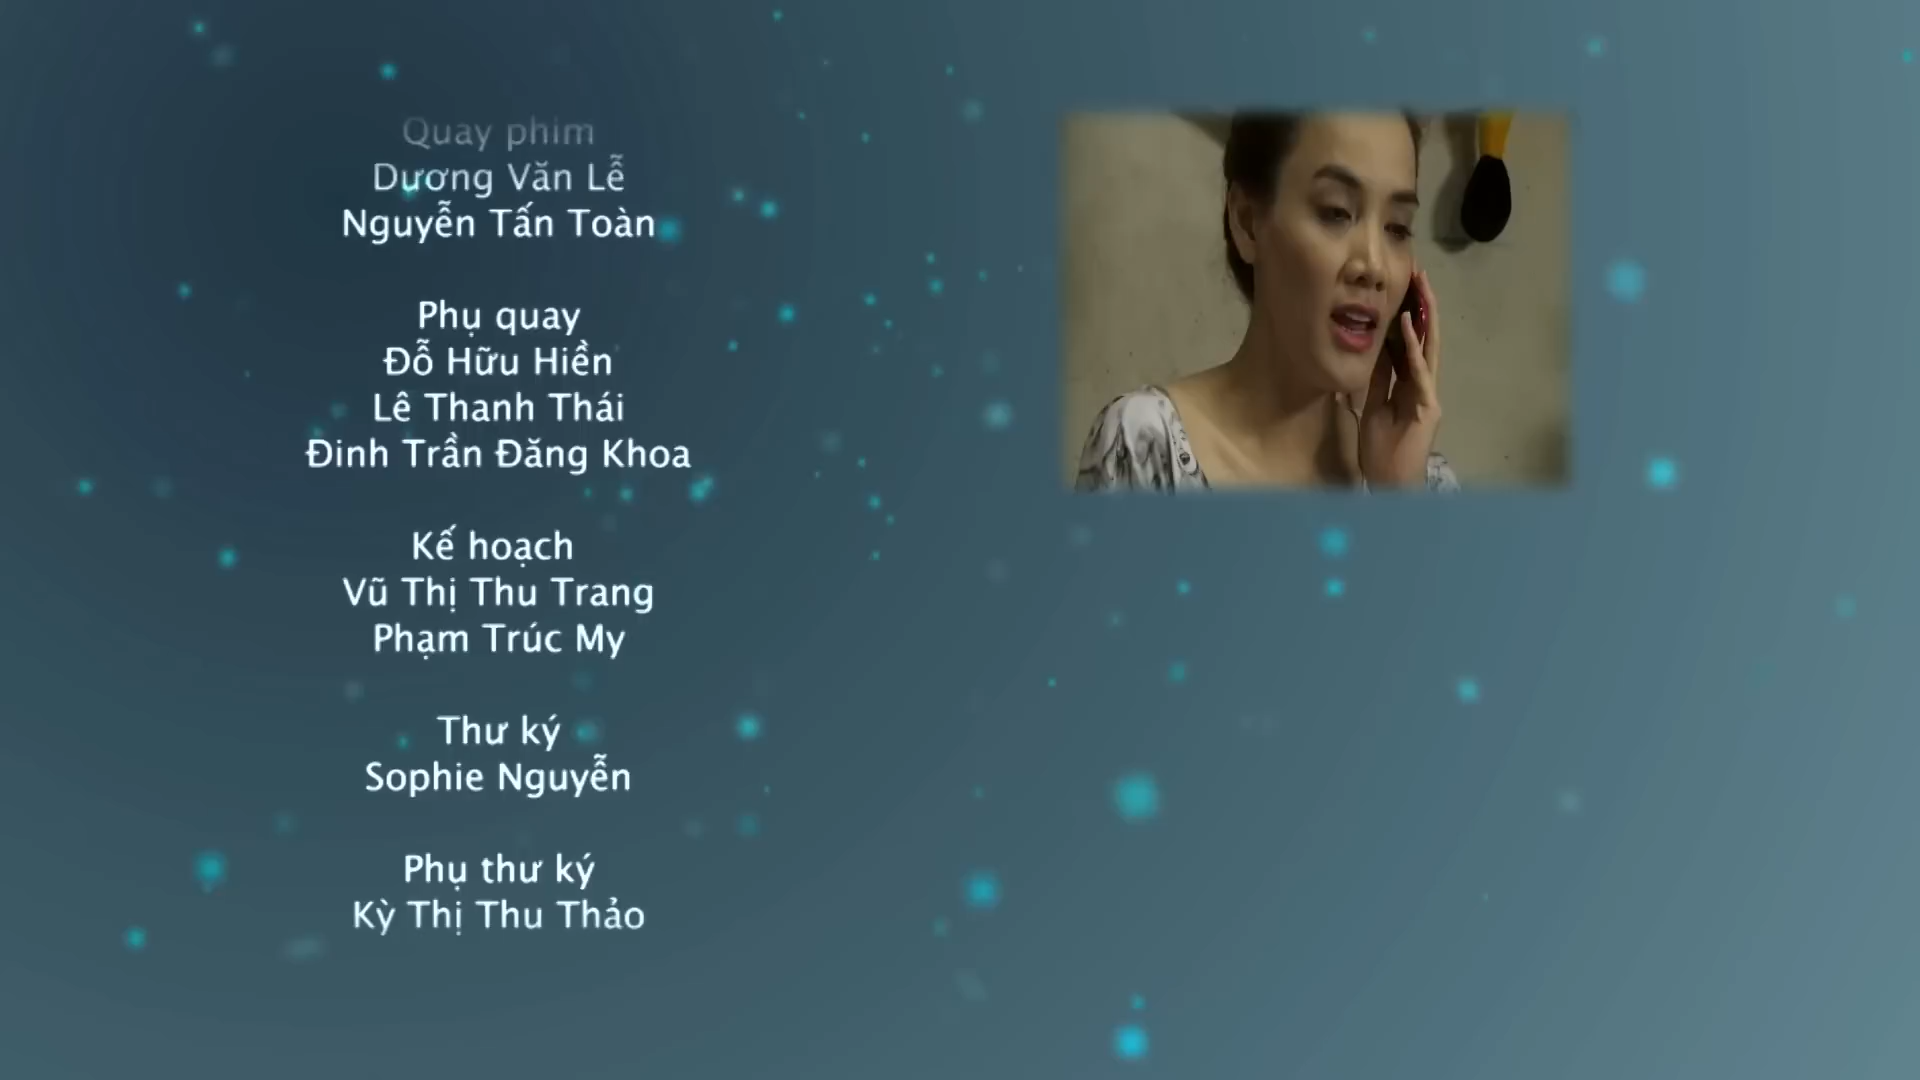 Quay phim
Dương Văn Lễ
Nguyễn Tấn Toàn
Phụ quay
Đỗ Hữu Hiền
Lê Thanh Thái
Đinh Trần Đăng Khoa
Kế hoạch
Vũ Thị Thu Trang
Phạm Trúc My
Thư ký
Sophie Nguyễn
Phụ thư ký
Kỳ Thị Thu Thảo